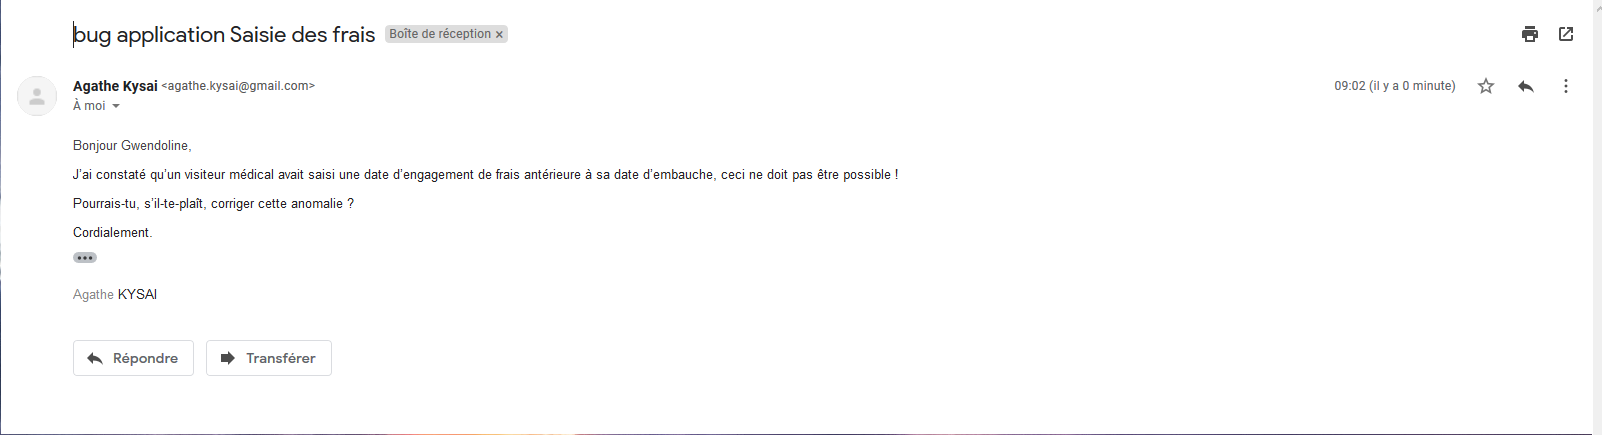 bug application Saisie des frais Boîte de réception ×
Agathe Kysai <agathe.kysai@gmail.com> 09:02 (il y a 0 minute)
À moi
Bonjour Gwendoline,
J'ai constaté qu'un visiteur médical avait saisi une date d'engagement de frais antérieure à sa date d'embauche, ceci ne doit pas être possible !
Pourrais-tu, s'il-te-plaît, corriger cette anomalie ?
Cordialement.
Agathe KYSAI
Répondre Transférer